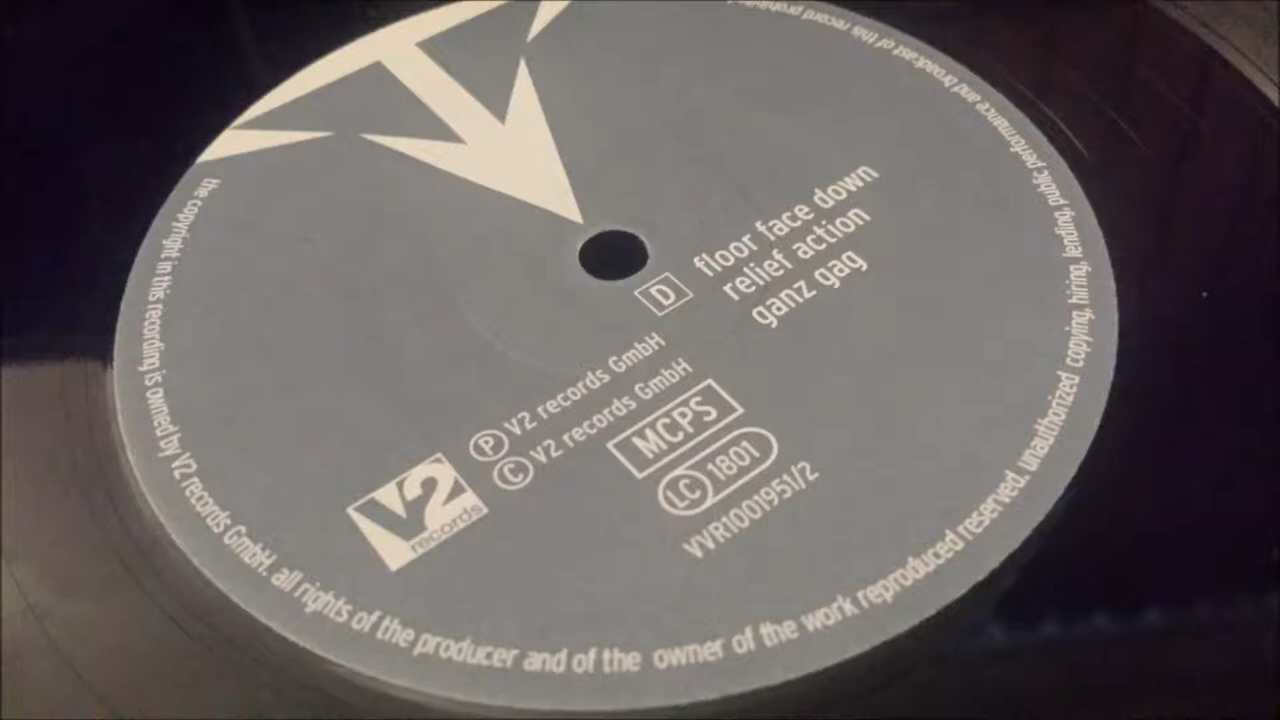 D
floor face down
relief action
ganz gag
P V2 records GmbH
C V2 records GmbH
MCPS
LC 1801
VVR1001951/2
V2
records
the copyright in this recording is owned by V2 records GmbH. all rights of the producer and of the owner of the work reproduced reserved. unauthorized copying, hiring, lending, public performance and broadcast of this record prohibited